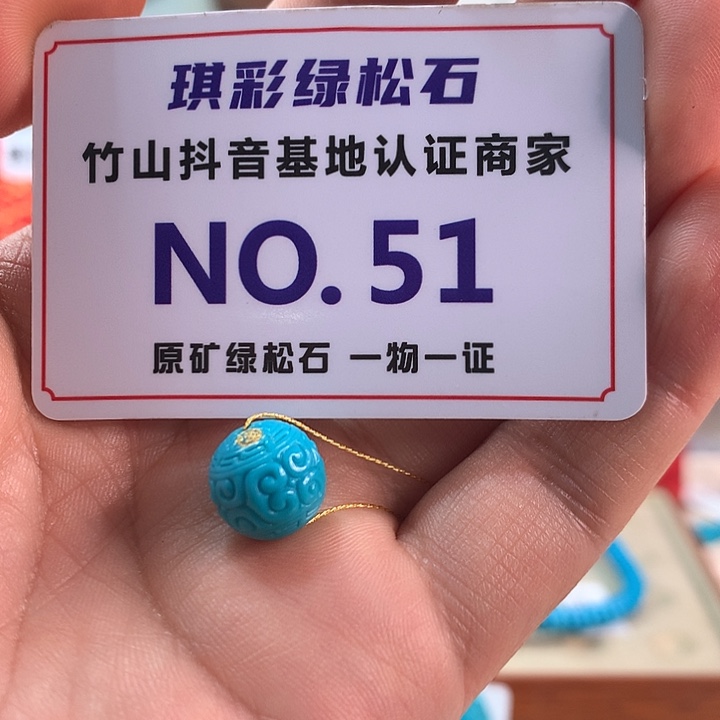 琪彩绿松石
竹山抖音基地认证商家
NO.51
原矿绿松石 一物一证